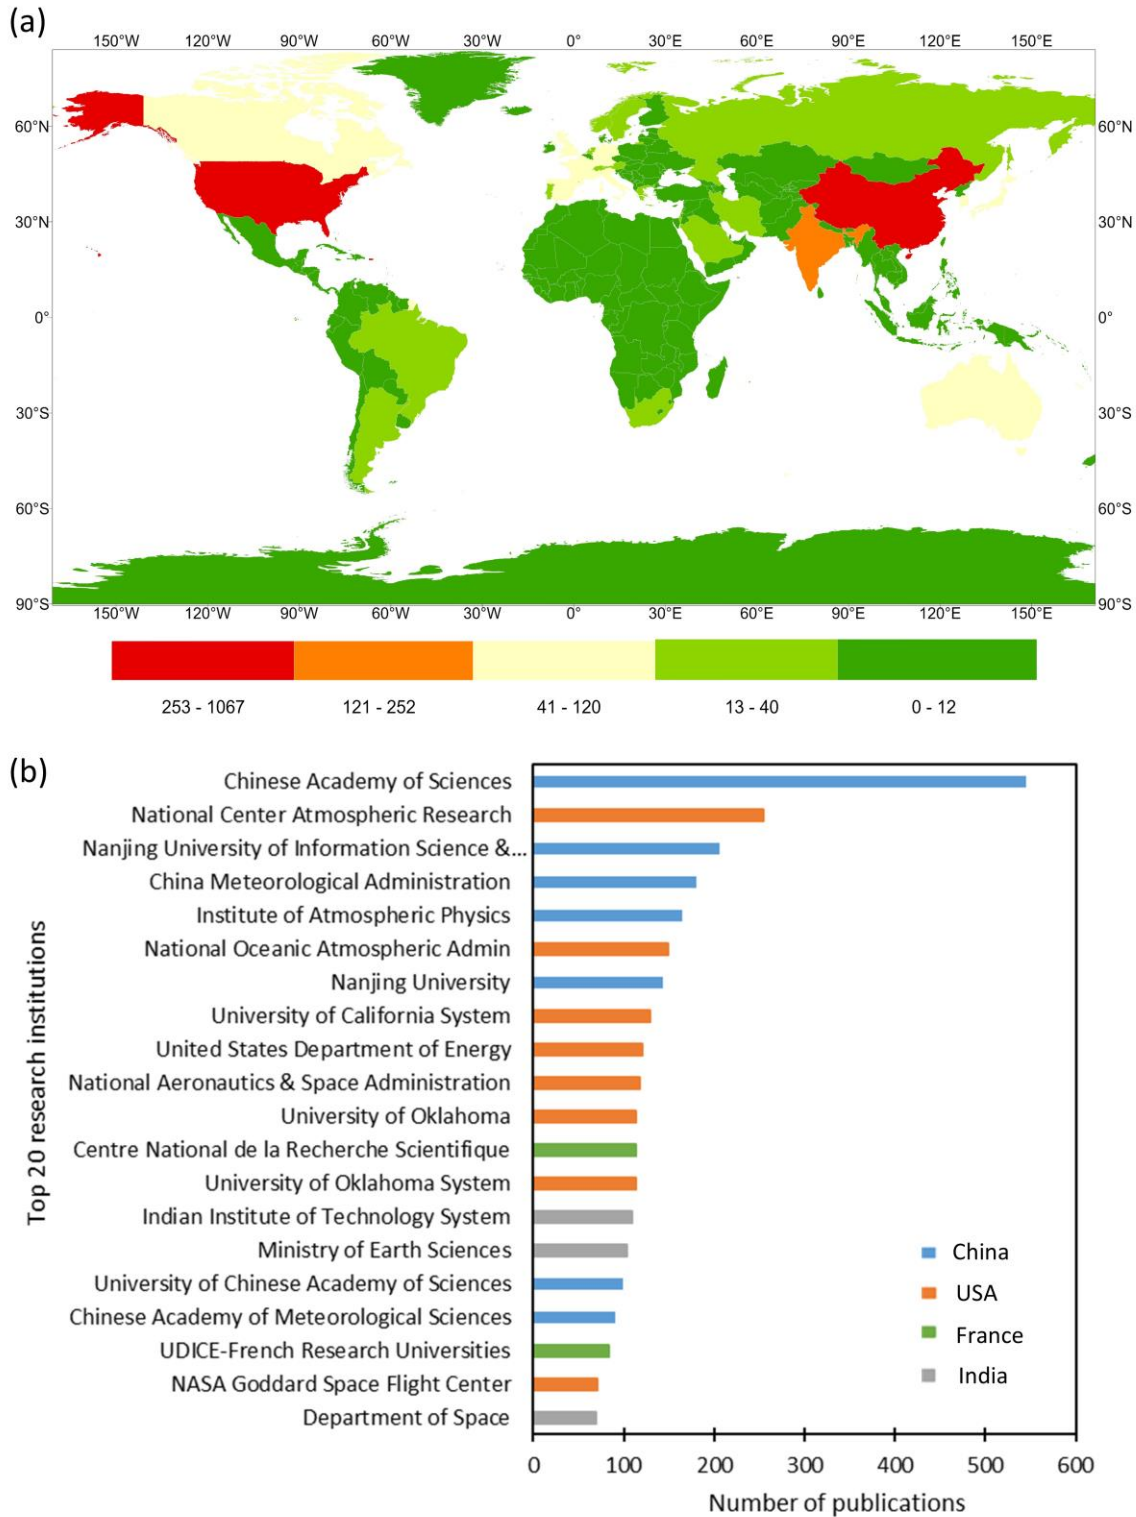 (a)
150°W 120°W 90°W 60°W 30°W 0° 30°E 60°E 90°E 120°E 150°E
60°N 60°N
30°N 30°N
0° 0°
30°S 30°S
60°S 60°S
90°S 90°S
150°W 120°W 90°W 60°W 30°W 0° 30°E 60°E 90°E 120°E 150°E
253 - 1067 121 - 252 41 - 120 13 - 40 0 - 12
(b)
Top 20 research institutions
Chinese Academy of Sciences
National Center Atmospheric Research
Nanjing University of Information Science &...
China Meteorological Administration
Institute of Atmospheric Physics
National Oceanic Atmospheric Admin
Nanjing University
University of California System
United States Department of Energy
National Aeronautics & Space Administration
University of Oklahoma
Centre National de la Recherche Scientifique
University of Oklahoma System
Indian Institute of Technology System
Ministry of Earth Sciences
University of Chinese Academy of Sciences
Chinese Academy of Meteorological Sciences
UDICE-French Research Universities
NASA Goddard Space Flight Center
Department of Space
China
USA
France
India
0 100 200 300 400 500 600
Number of publications